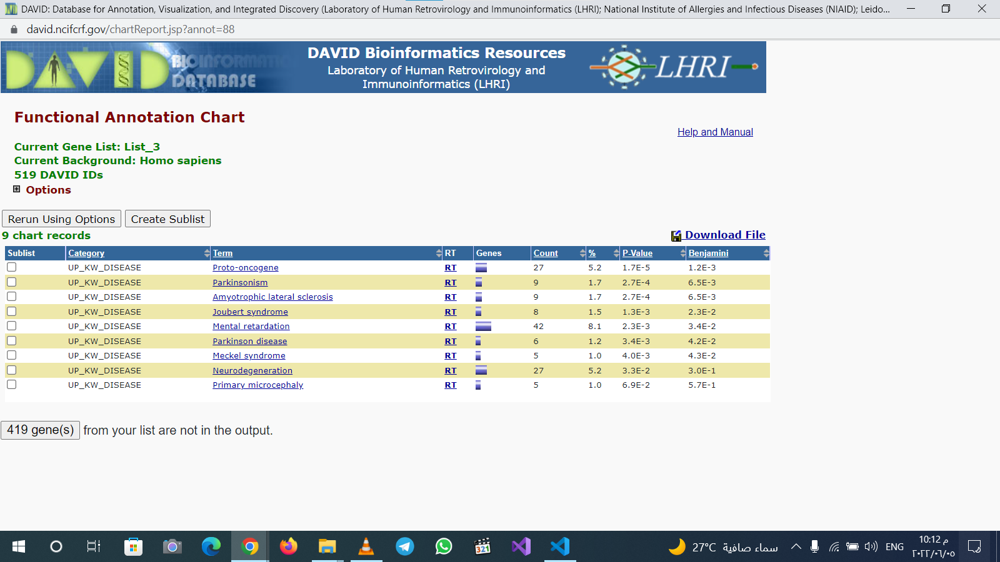 DAVID: Database for Annotation, Visualization, and Integrated Discovery (Laboratory of Human Retrovirology and Immunoinformatics (LHRI); National Institute of Allergies and Infectious Diseases (NIAID); Leido...
david.ncifcrf.gov/chartReport.jsp?annot=88
DAVID BIOINFORMATICS DATABASE
DAVID Bioinformatics Resources
Laboratory of Human Retrovirology and
Immunoinformatics (LHRI)
LHRI
Functional Annotation Chart
Help and Manual
Current Gene List: List_3
Current Background: Homo sapiens
519 DAVID IDs
Options
Rerun Using Options Create Sublist
9 chart records Download File
Sublist Category Term RT Genes Count % P-Value Benjamini
UP_KW_DISEASE Proto-oncogene RT 27 5.2 1.7E-5 1.2E-3
UP_KW_DISEASE Parkinsonism RT 9 1.7 2.7E-4 6.5E-3
UP_KW_DISEASE Amyotrophic lateral sclerosis RT 9 1.7 2.7E-4 6.5E-3
UP_KW_DISEASE Joubert syndrome RT 8 1.5 1.3E-3 2.3E-2
UP_KW_DISEASE Mental retardation RT 42 8.1 2.3E-3 3.4E-2
UP_KW_DISEASE Parkinson disease RT 6 1.2 3.4E-3 4.2E-2
UP_KW_DISEASE Meckel syndrome RT 5 1.0 4.0E-3 4.3E-2
UP_KW_DISEASE Neurodegeneration RT 27 5.2 3.3E-2 3.0E-1
UP_KW_DISEASE Primary microcephaly RT 5 1.0 6.9E-2 5.7E-1
419 gene(s) from your list are not in the output.
321
27°C سماء صافية
ENG
10:12 م
٢٠٢٢/٠٦/٠٥